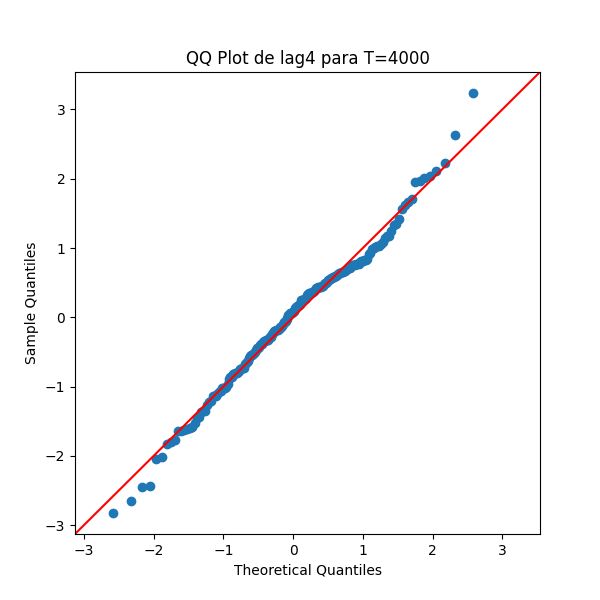 QQ Plot de lag4 para T=4000
3
2
1
0
−1
−2
−3
Sample Quantiles
−3 −2 −1 0 1 2 3
Theoretical Quantiles